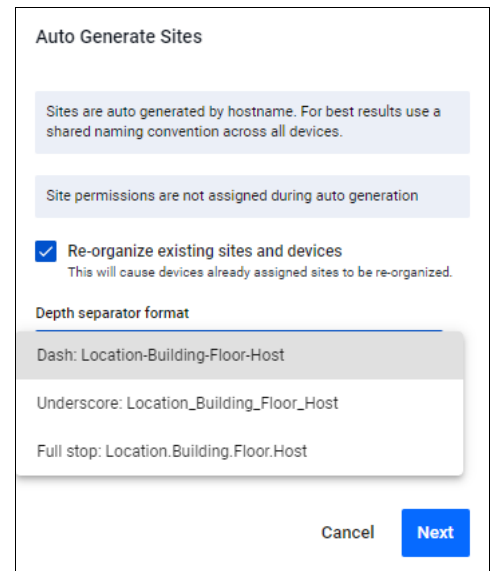 Auto Generate Sites
Sites are auto generated by hostname. For best results use a
shared naming convention across all devices.
Site permissions are not assigned during auto generation
Re-organize existing sites and devices
This will cause devices already assigned sites to be re-organized.
Depth separator format
Dash: Location-Building-Floor-Host
Underscore: Location_Building_Floor_Host
Full stop: Location.Building.Floor.Host
Cancel
Next